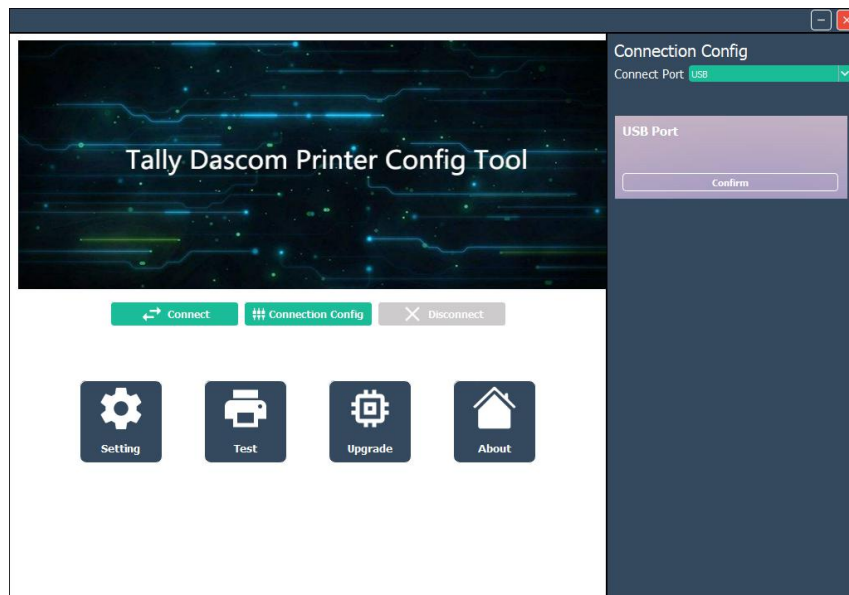 Connection Config
Connect Port USB
USB Port
Confirm
Tally Dascom Printer Config Tool
Connect
Connection Config
Disconnect
Setting
Test
Upgrade
About